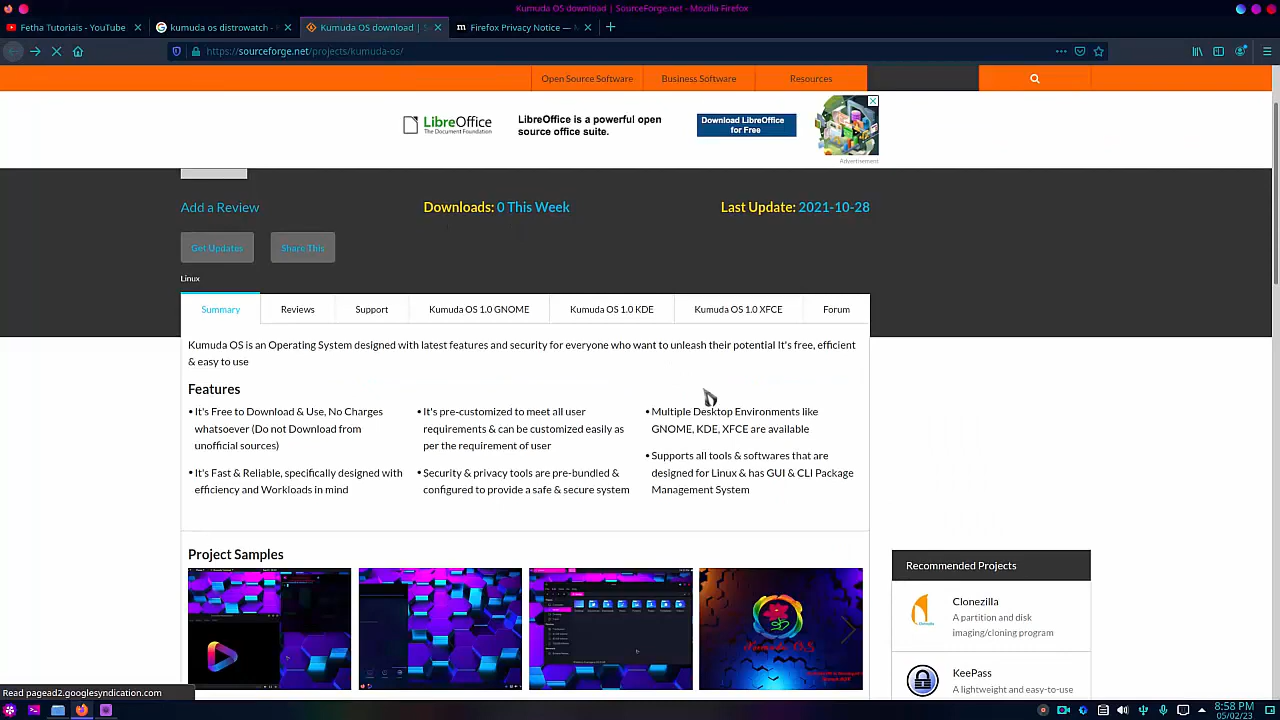 Kumuda OS download | SourceForge.net - Mozilla Firefox
Fetha Tutoriais - YouTube
kumuda os distrowatch -
Kumuda OS download | S
Firefox Privacy Notice — M
https://sourceforge.net/projects/kumuda-os/
Open Source Software
Business Software
Resources
LibreOffice
The Document Foundation
LibreOffice is a powerful open
source office suite.
Download LibreOffice
for Free
Advertisement
Add a Review
Downloads: 0 This Week
Last Update: 2021-10-28
Get Updates
Share This
Linux
Summary
Reviews
Support
Kumuda OS 1.0 GNOME
Kumuda OS 1.0 KDE
Kumuda OS 1.0 XFCE
Forum
Kumuda OS is an Operating System designed with latest features and security for everyone who want to unleash their potential It's free, efficient
& easy to use
Features
• It's Free to Download & Use, No Charges
whatsoever (Do not Download from
unofficial sources)
• It's Fast & Reliable, specifically designed with
efficiency and Workloads in mind
• It's pre-customized to meet all user
requirements & can be customized easily as
per the requirement of user
• Security & privacy tools are pre-bundled &
configured to provide a safe & secure system
• Multiple Desktop Environments like
GNOME, KDE, XFCE are available
• Supports all tools & softwares that are
designed for Linux & has GUI & CLI Package
Management System
Project Samples
Kumuda OS
Recommended Projects
Clonezilla
A partition and disk
imaging/cloning program
KeePass
A lightweight and easy-to-use
Read pagead2.googlesyndication.com
8:58 PM
05/02/23